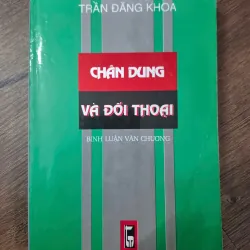 TRẦN ĐĂNG KHOA
CHÂN DUNG
VÀ ĐỐI THOẠI
BÌNH LUẬN VĂN CHƯƠNG